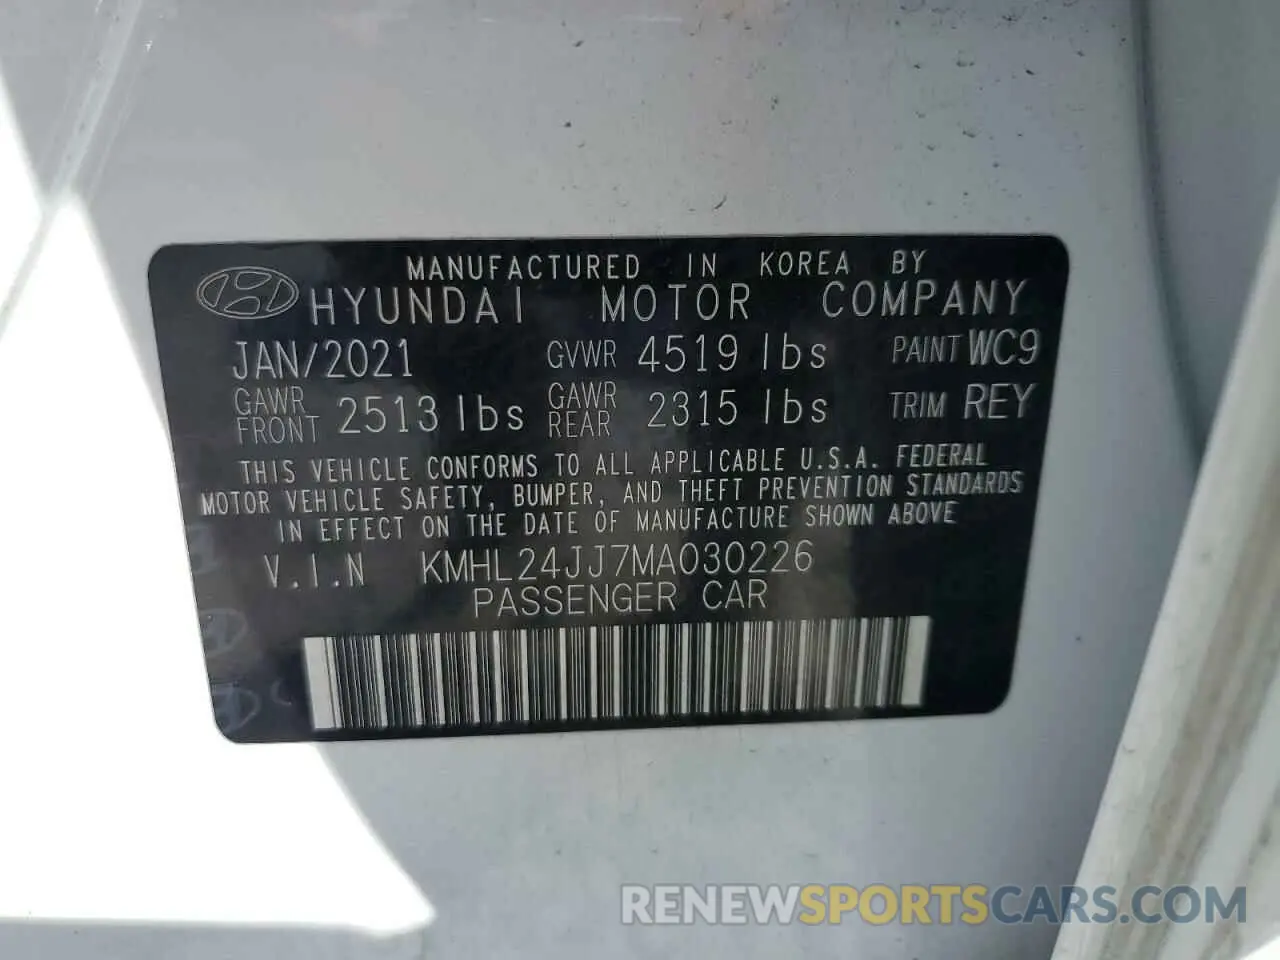 MANUFACTURED IN KOREA BY
HYUNDAI MOTOR COMPANY
JAN/2021 GVWR 4519 lbs PAINT WC9
GAWR FRONT 2513 lbs GAWR REAR 2315 lbs TRIM REY
THIS VEHICLE CONFORMS TO ALL APPLICABLE U.S.A. FEDERAL
MOTOR VEHICLE SAFETY, BUMPER, AND THEFT PREVENTION STANDARDS
IN EFFECT ON THE DATE OF MANUFACTURE SHOWN ABOVE
V.I.N KMHL24JJ7MA030226
PASSENGER CAR
RENEWSPORTSCARS.COM